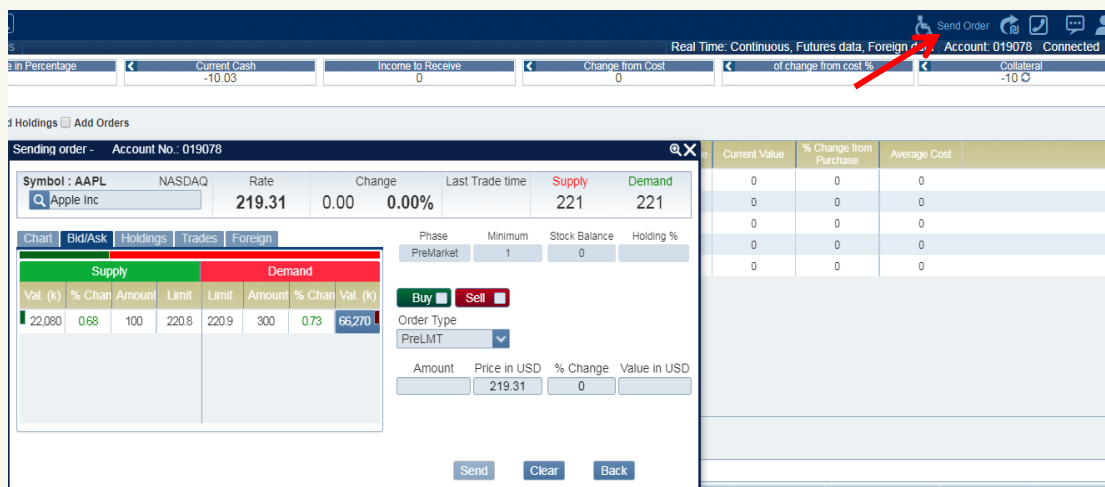 Send Order
Real Time: Continuous, Futures data, Foreign Account: 019078 Connected
e in Percentage Current Cash Income to Receive Change from Cost of change from cost % Collateral
-10.03 0 0 -10
d Holdings Add Orders
Sending order - Account No.: 019078
Current Value % Change from Purchase Average Cost
Symbol : AAPL NASDAQ Rate Change Last Trade time Supply Demand
Apple Inc 219.31 0.00 0.00% 221 221
0 0 0
0 0 0
0 0 0
0 0 0
0 0 0
Chart Bid/Ask Holdings Trades Foreign
Phase Minimum Stock Balance Holding %
PreMarket 1 0
Supply Demand
Val. (k) % Chan Amount Limit Limit Amount % Chan Val. (k)
22,080 0.68 100 220.8 220.9 300 0.73 66,270
Buy Sell
Order Type
PreLMT
Amount Price in USD % Change Value in USD
219.31 0
Send Clear Back